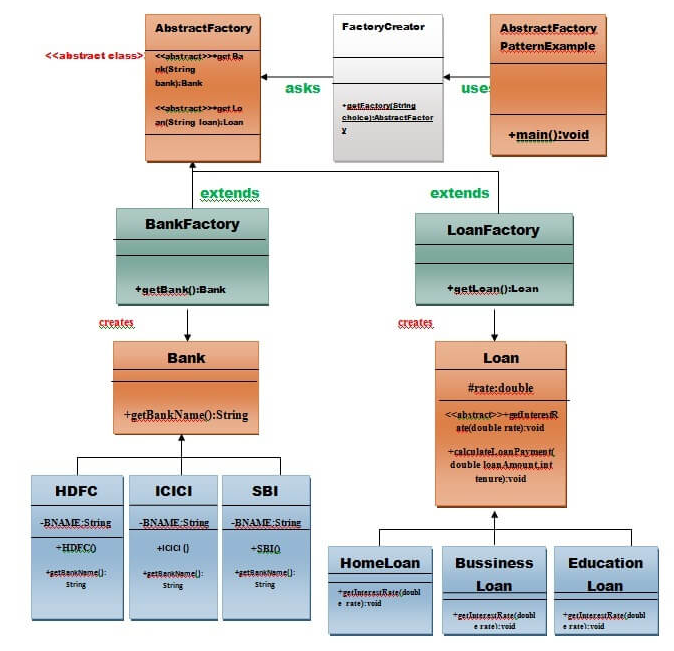 AbstractFactory
<<abstract>>+get Ba
nk(String
bank):Bank
<<abstract>>+get Lo
an(String loan):Loan
<<abstract class>
asks
FactoryCreator
+getFactory(String
choice):AbstractFactor
y
uses
AbstractFactory
PatternExample
+main():void
extends
extends
BankFactory
+getBank():Bank
LoanFactory
+getLoan():Loan
creates
creates
Bank
+getBankName():String
Loan
#rate:double
<<abstract>>+getInterestR
ate(double rate):void
+calculateLoanPayment(
double loanAmount,int
tenure):void
HDFC
-BNAME:String
+HDFC()
+getBankName():
String
ICICI
-BNAME:String
+ICICI ()
+getBankName():
String
SBI
-BNAME:String
+SBI()
+getBankName():
String
HomeLoan
+getInterestRate(doubl
e rate):void
Bussiness
Loan
+getInterestRate(doubl
e rate):void
Education
Loan
+getInterestRate(doubl
e rate):void